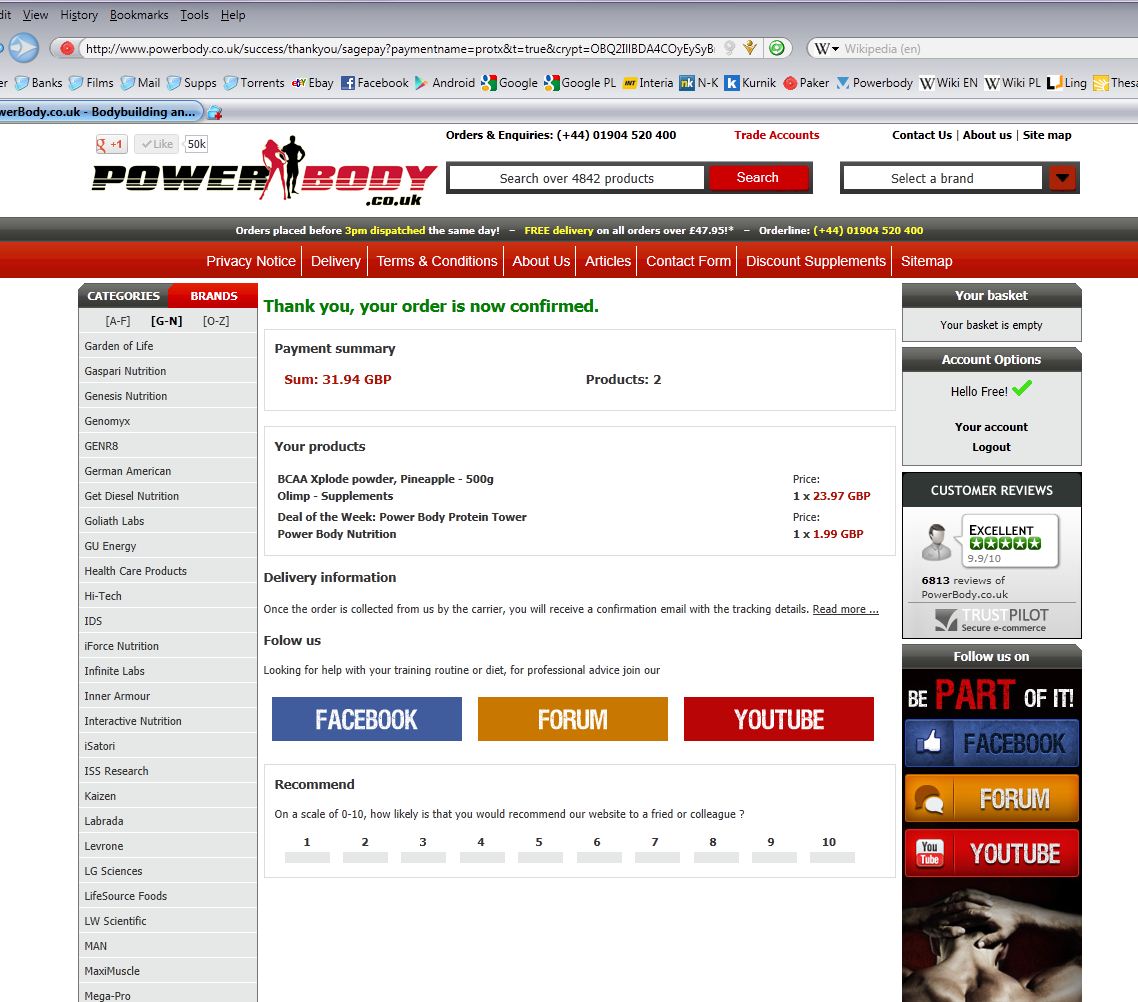 dit View History Bookmarks Tools Help
http://www.powerbody.co.uk/success/thankyou/sagepay?paymentname=protx&t=true&crypt=OBQ2IIIBDA4COyEySyB
W Wikipedia (en)
er Banks Films Mail Supps Torrents Ebay Facebook Android Google Google PL Interia N-K Kurnik Paker Powerbody Wiki EN Wiki PL Ling Thesa
werBody.co.uk - Bodybuilding an...
+1 Like 50k
Orders & Enquiries: (+44) 01904 520 400 Trade Accounts Contact Us | About us | Site map
POWER BODY
.co.uk
Search over 4842 products Search Select a brand
Orders placed before 3pm dispatched the same day! – FREE delivery on all orders over £47.95!* – Orderline: (+44) 01904 520 400
Privacy Notice Delivery Terms & Conditions About Us Articles Contact Form Discount Supplements Sitemap
CATEGORIES BRANDS
[A-F] [G-N] [O-Z]
Garden of Life
Gaspari Nutrition
Genesis Nutrition
Genomyx
GENR8
German American
Get Diesel Nutrition
Goliath Labs
GU Energy
Health Care Products
Hi-Tech
IDS
iForce Nutrition
Infinite Labs
Inner Armour
Interactive Nutrition
iSatori
ISS Research
Kaizen
Labrada
Levrone
LG Sciences
LifeSource Foods
LW Scientific
MAN
MaxiMuscle
Mega-Pro
Thank you, your order is now confirmed.
Payment summary
Sum: 31.94 GBP Products: 2
Your products
BCAA Xplode powder, Pineapple - 500g Price:
Olimp - Supplements 1 x 23.97 GBP
Deal of the Week: Power Body Protein Tower Price:
Power Body Nutrition 1 x 1.99 GBP
Delivery information
Once the order is collected from us by the carrier, you will receive a confirmation email with the tracking details. Read more ...
Folow us
Looking for help with your training routine or diet, for professional advice join our
FACEBOOK FORUM YOUTUBE
Recommend
On a scale of 0-10, how likely is that you would recommend our website to a fried or colleague ?
1 2 3 4 5 6 7 8 9 10
Your basket
Your basket is empty
Account Options
Hello Free!
Your account
Logout
CUSTOMER REVIEWS
EXCELLENT
9.9/10
6813 reviews of
PowerBody.co.uk
TRUSTPILOT
Secure e-commerce
Follow us on
BE PART OF IT!
FACEBOOK
FORUM
You Tube YOUTUBE